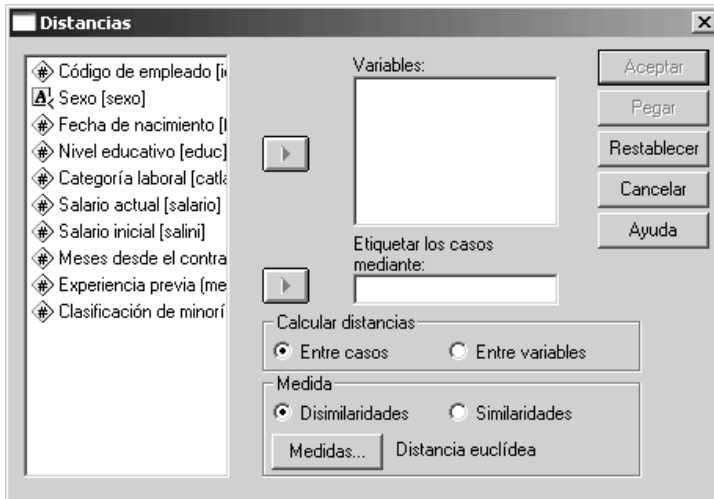 Distancias
Código de empleado [i
Sexo [sexo]
Fecha de nacimiento [
Nivel educativo [educ]
Categoría laboral [catla
Salario actual [salario]
Salario inicial [salini]
Meses desde el contra
Experiencia previa (me
Clasificación de minorí
Variables:
Etiquetar los casos
mediante:
Calcular distancias
Entre casos
Entre variables
Medida
Disimilaridades
Similaridades
Medidas...
Distancia euclídea
Aceptar
Pegar
Restablecer
Cancelar
Ayuda